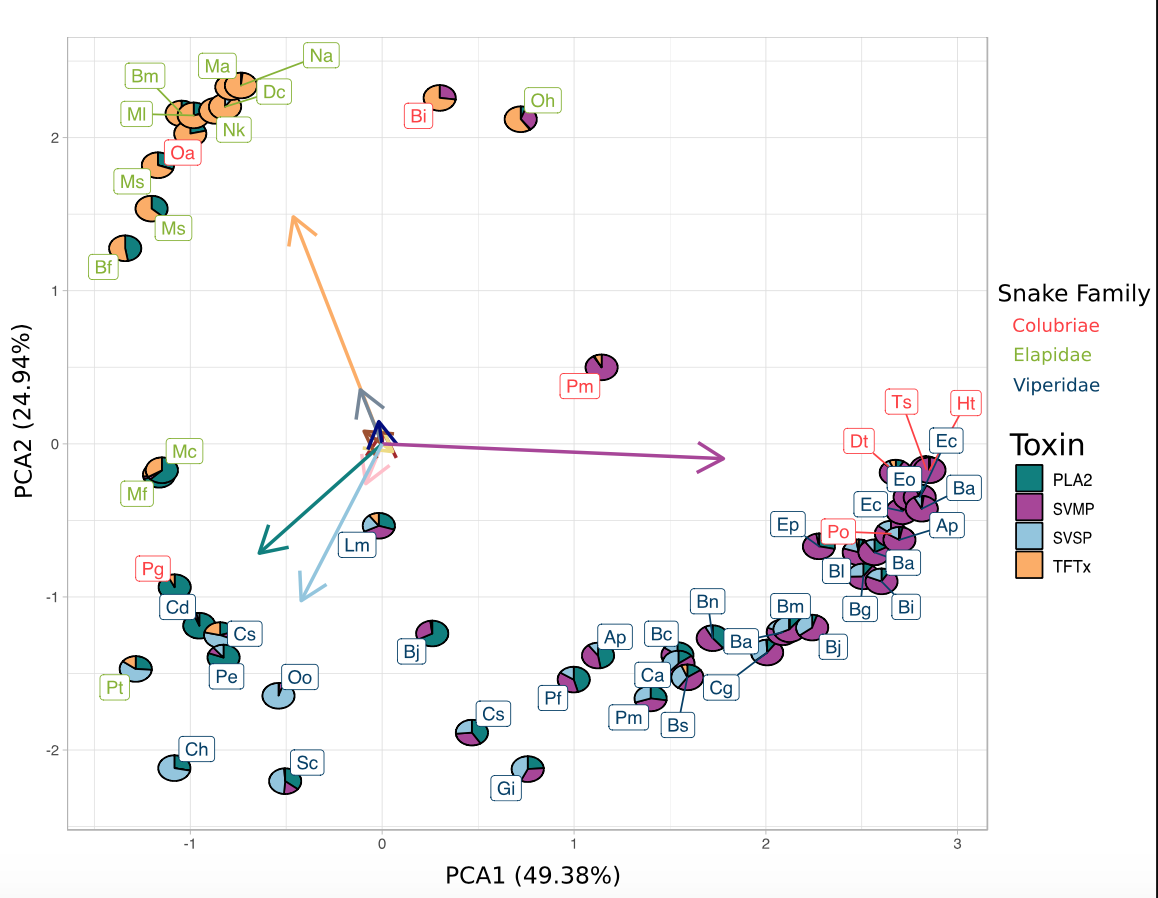 Na
Ma
Bm
Dc
Ml
Nk
Bi
Oh
Oa
Ms
Ms
Bf
Pm
Ts
Ht
Dt
Ec
Mc
Eo
Ba
Mf
Ec
Ep
Po
Ap
Lm
Ba
Pg
Bl
Cd
Bn
Bm
Bg
Bi
Cs
Ap
Bc
Ba
Bj
Bj
Pe
Oo
Ca
Pt
Pf
Cg
Cs
Pm
Bs
Ch
Sc
Gi
2
1
0
-1
-2
-1
0
1
2
3
PCA2 (24.94%)
PCA1 (49.38%)
Snake Family
Colubriae
Elapidae
Viperidae
Toxin
PLA2
SVMP
SVSP
TFTx